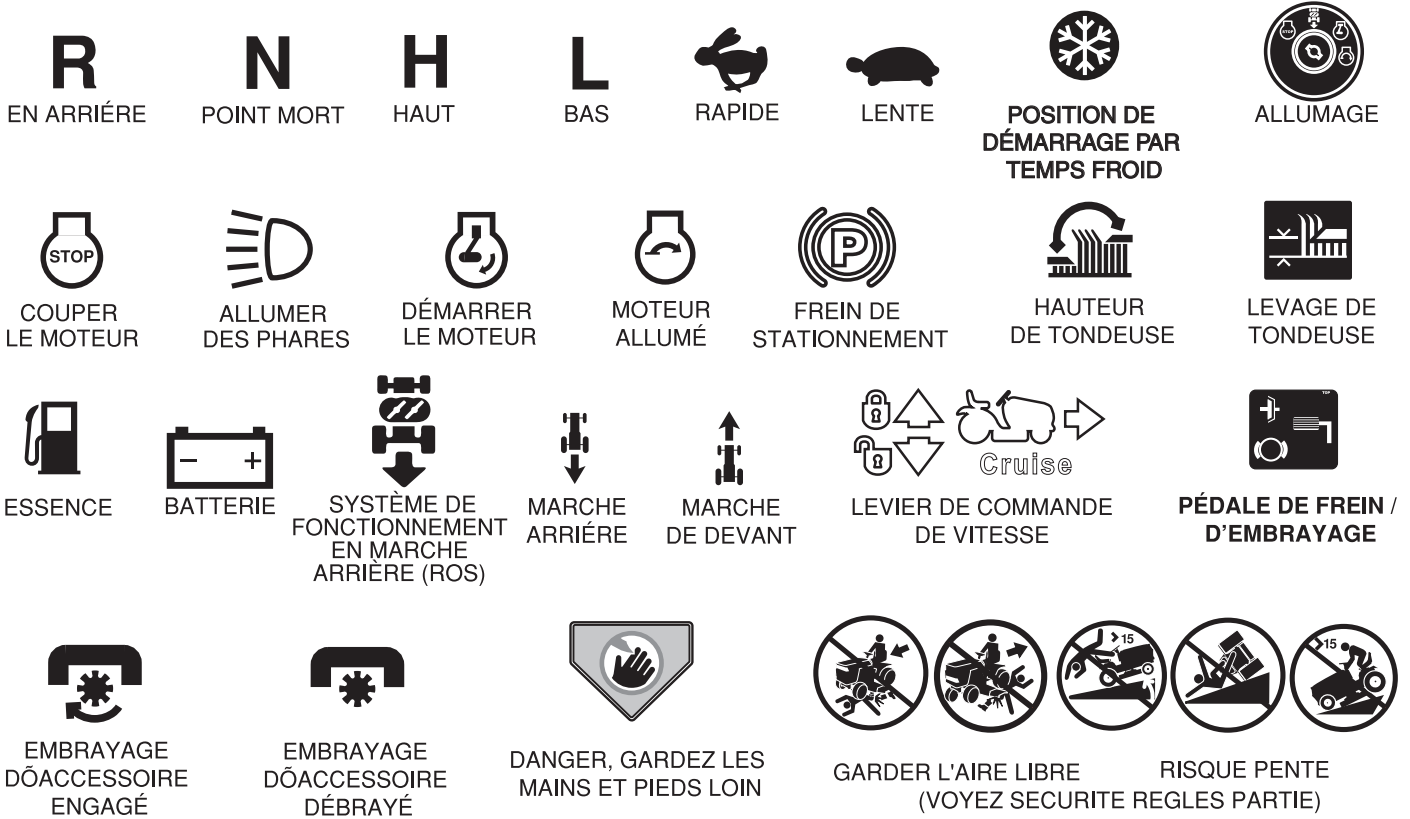 R
EN ARRIÉRE
N
POINT MORT
H
HAUT
L
BAS
RAPIDE
LENTE
POSITION DE
DÉMARRAGE PAR
TEMPS FROID
STOP
ALLUMAGE
STOP
COUPER
LE MOTEUR
ALLUMER
DES PHARES
DÉMARRER
LE MOTEUR
MOTEUR
ALLUMÉ
P
FREIN DE
STATIONNEMENT
HAUTEUR
DE TONDEUSE
LEVAGE DE
TONDEUSE
ESSENCE
- +
BATTERIE
SYSTÈME DE
FONCTIONNEMENT
EN MARCHE
ARRIÈRE (ROS)
MARCHE
ARRIÉRE
MARCHE
DE DEVANT
Cruise
LEVIER DE COMMANDE
DE VITESSE
TOP
PÉDALE DE FREIN /
D'EMBRAYAGE
EMBRAYAGE
DÕACCESSOIRE
ENGAGÉ
EMBRAYAGE
DÕACCESSOIRE
DÉBRAYÉ
DANGER, GARDEZ LES
MAINS ET PIEDS LOIN
>15
>15
GARDER L'AIRE LIBRE
RISQUE PENTE
(VOYEZ SECURITE REGLES PARTIE)